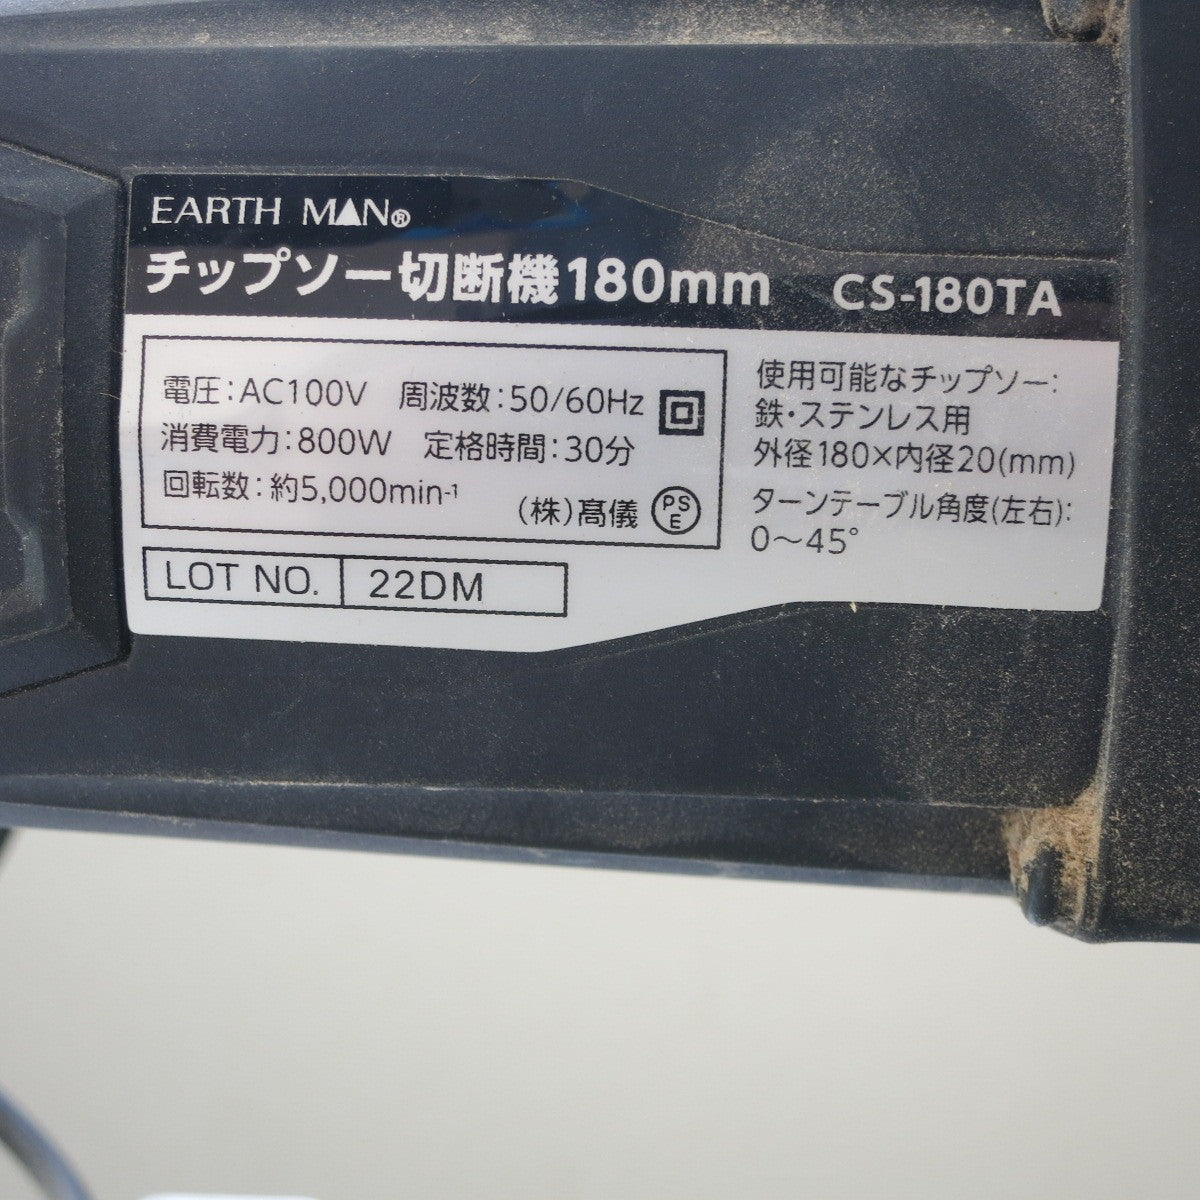 EARTH MAN®
チップソー切断機180mm CS-180TA
電圧:AC100V 周波数:50/60Hz
消費電力:800W 定格時間:30分
回転数:約5,000min⁻¹
(株)髙儀 PSE
使用可能なチップソー:
鉄・ステンレス用
外径180×内径20(mm)
ターンテーブル角度(左右):
0～45°
LOT NO. 22DM